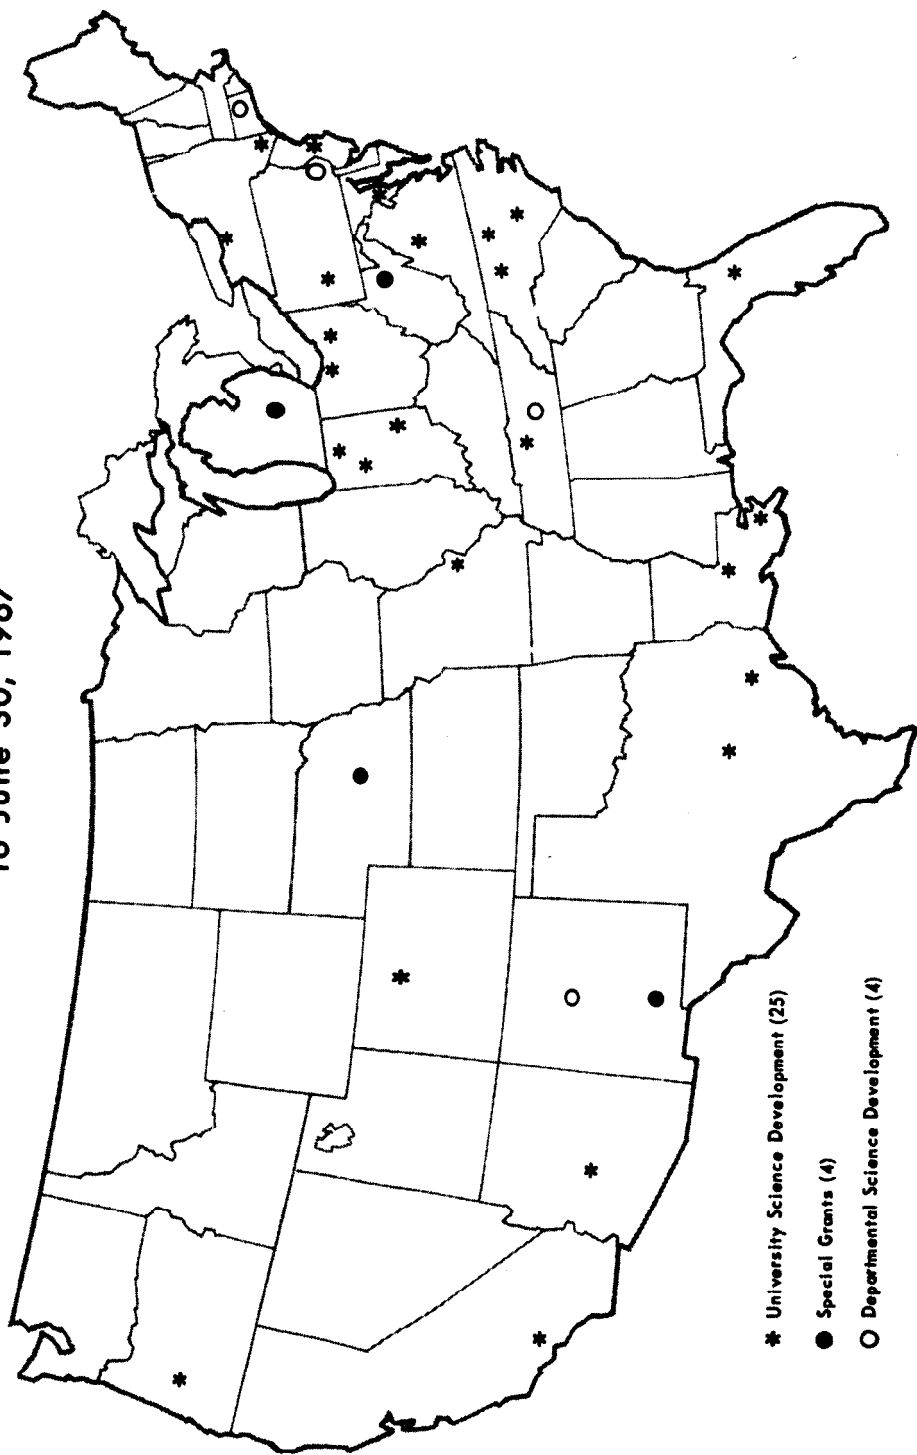 To June 30, 1967
* University Science Development (25)
● Special Grants (4)
○ Departmental Science Development (4)